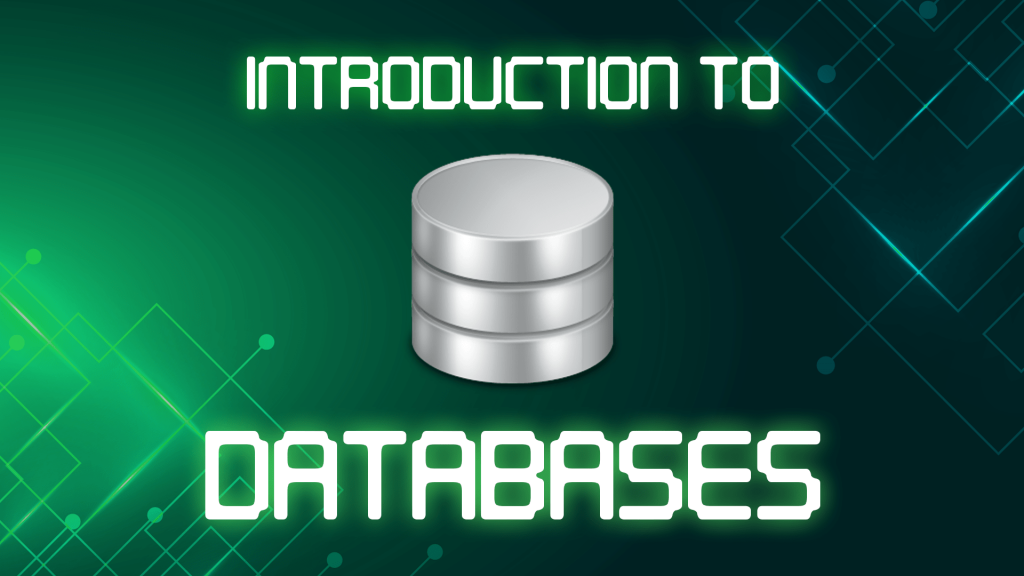 INTRODUCTION TO
DATABASES